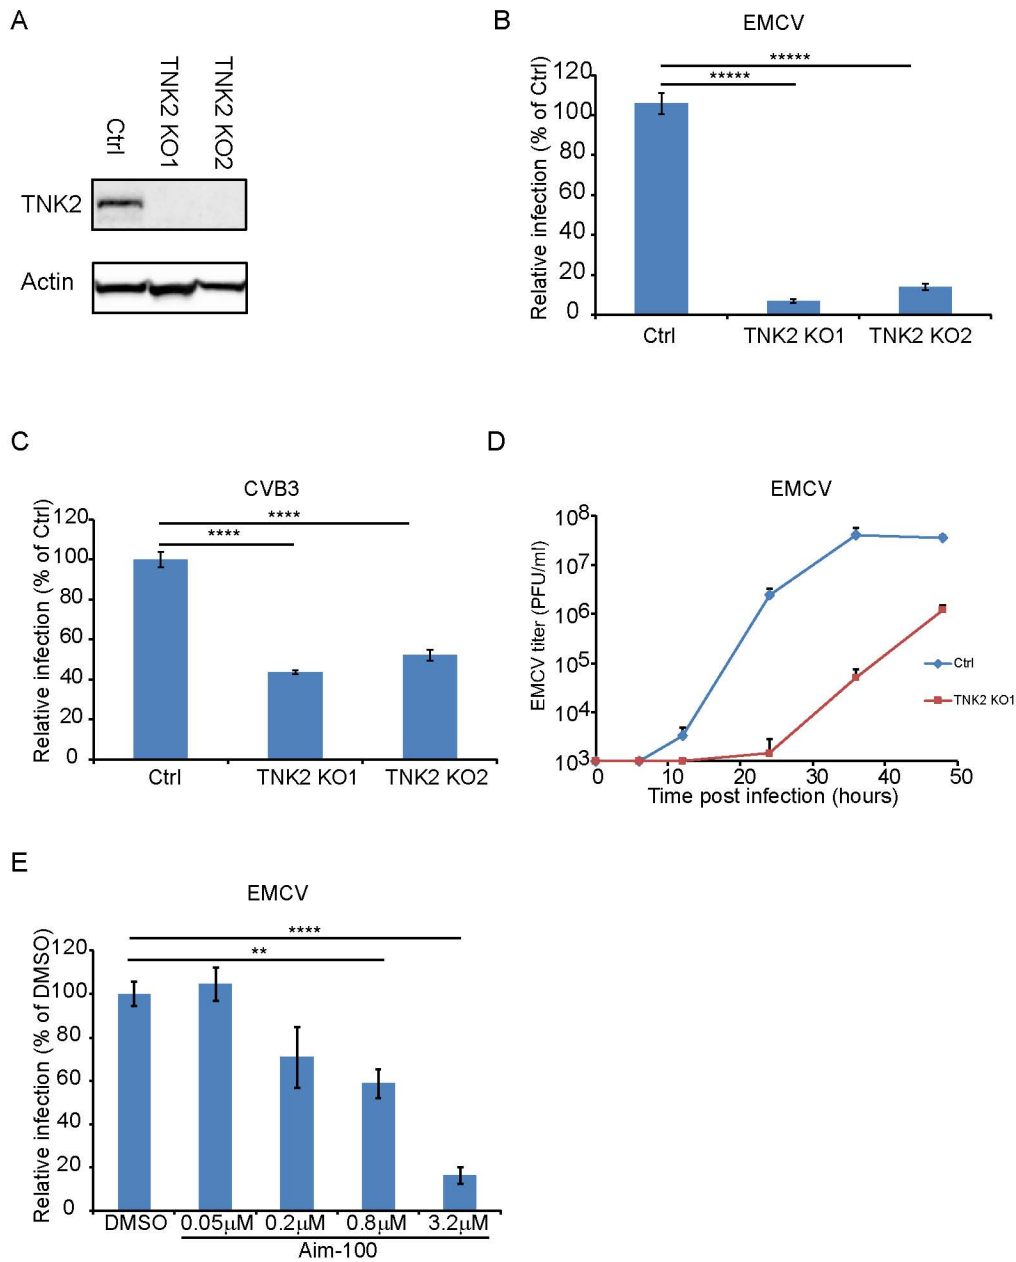 A
Ctrl
TNK2 KO1
TNK2 KO2
TNK2
Actin
B
EMCV
*****
*****
Relative infection (% of Ctrl)
120
100
80
60
40
20
0
Ctrl
TNK2 KO1
TNK2 KO2
C
CVB3
****
****
Relative infection (% of Ctrl)
120
100
80
60
40
20
0
Ctrl
TNK2 KO1
TNK2 KO2
D
EMCV
EMCV titer (PFU/ml)
10⁸
10⁷
10⁶
10⁵
10⁴
10³
0
10
20
30
40
50
Time post infection (hours)
Ctrl
TNK2 KO1
E
EMCV
****
**
Relative infection (% of DMSO)
120
100
80
60
40
20
0
DMSO
0.05µM
0.2µM
0.8µM
3.2µM
Aim-100